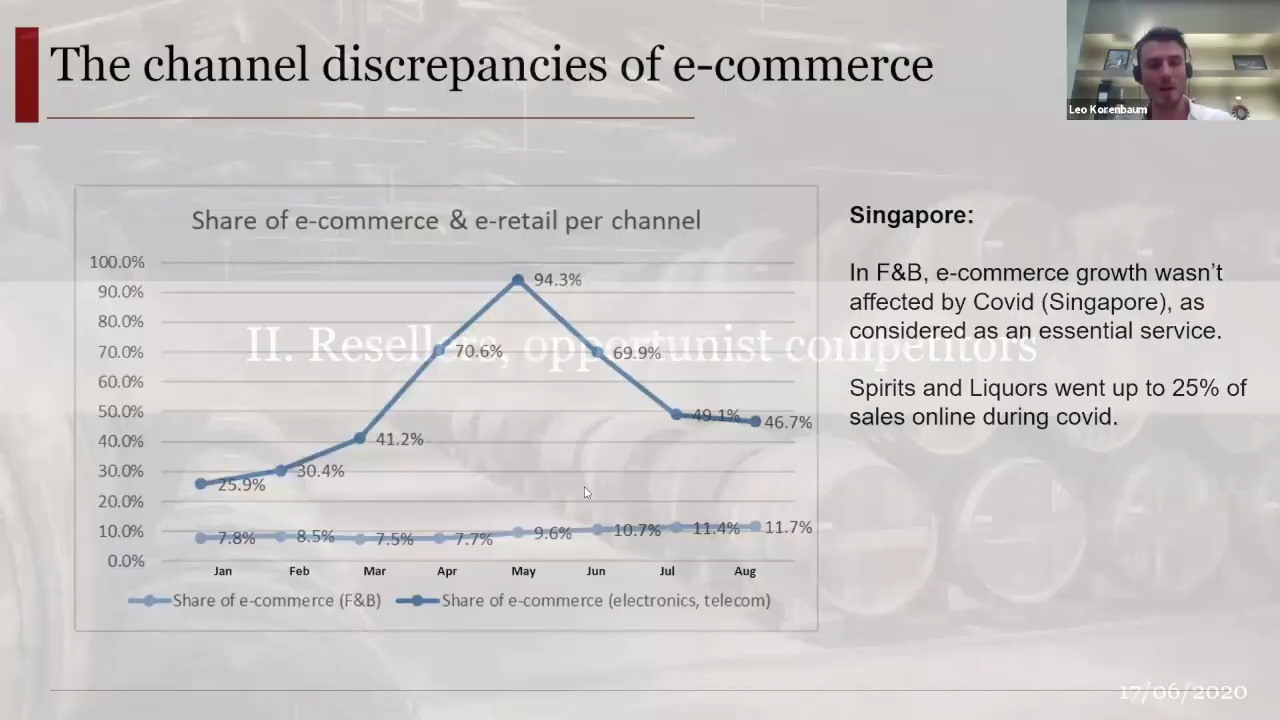 The channel discrepancies of e-commerce
Leo Korenbaum
Share of e-commerce & e-retail per channel
100.0%
90.0%
80.0%
70.0%
60.0%
50.0%
40.0%
30.0%
20.0%
10.0%
0.0%
94.3%
70.6%
69.9%
49.1%
46.7%
41.2%
30.4%
25.9%
7.8%
8.5%
7.5%
7.7%
9.6%
10.7%
11.4%
11.7%
Jan Feb Mar Apr May Jun Jul Aug
Share of e-commerce (F&B) Share of e-commerce (electronics, telecom)
II. Resellers, opportunist competitors
Singapore:
In F&B, e-commerce growth wasn't
affected by Covid (Singapore), as
considered as an essential service.
Spirits and Liquors went up to 25% of
sales online during covid.
17/06/2020